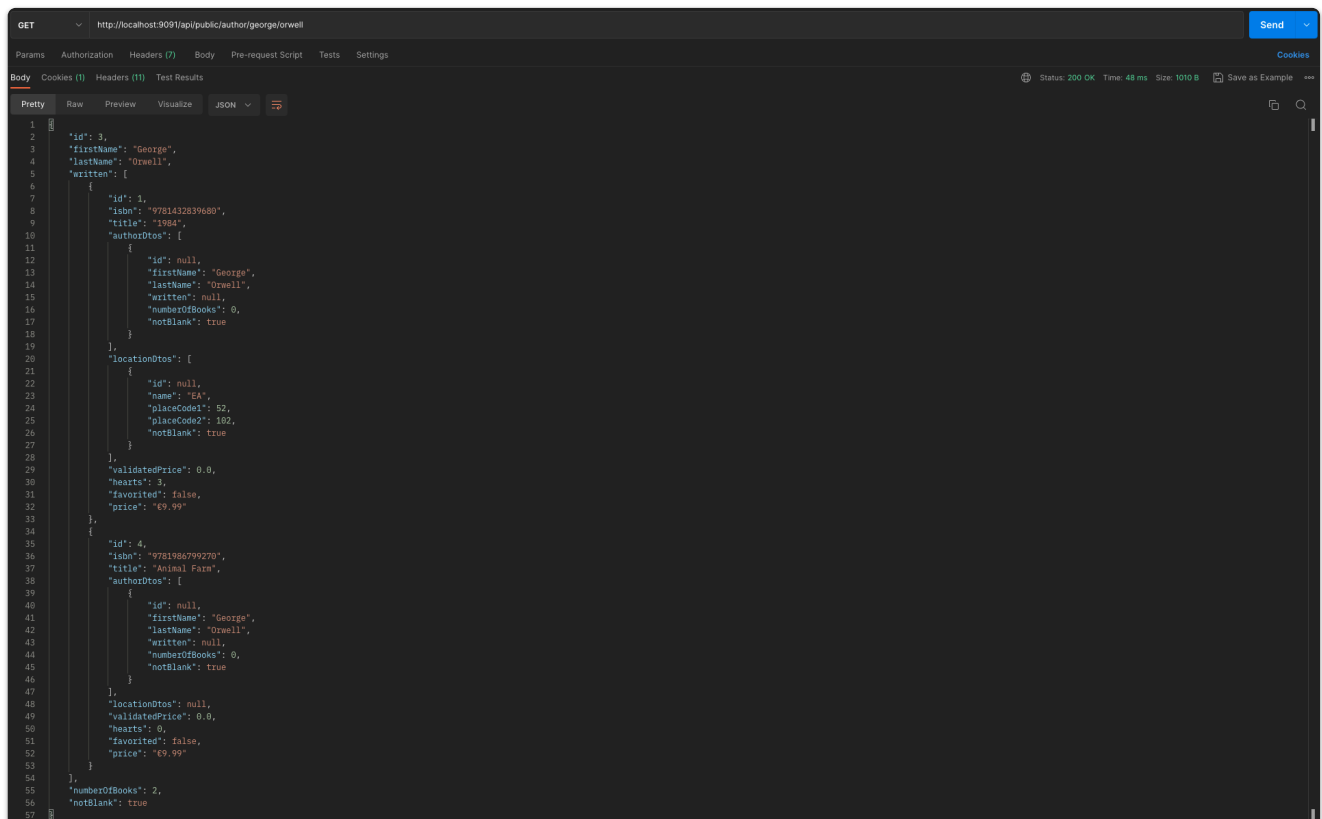 GET http://localhost:9091/api/public/author/george/orwell Send
Params Authorization Headers (7) Body Pre-request Script Tests Settings Cookies
Body Cookies (1) Headers (11) Test Results Status: 200 OK Time: 48 ms Size: 1010 B Save as Example
Pretty Raw Preview Visualize JSON
1 {
2 "id": 3,
3 "firstName": "George",
4 "lastName": "Orwell",
5 "written": [
6 {
7 "id": 1,
8 "isbn": "9781432839680",
9 "title": "1984",
10 "authorDtos": [
11 {
12 "id": null,
13 "firstName": "George",
14 "lastName": "Orwell",
15 "written": null,
16 "numberOfBooks": 0,
17 "notBlank": true
18 }
19 ],
20 "locationDtos": [
21 {
22 "id": null,
23 "name": "EA",
24 "placeCode1": 52,
25 "placeCode2": 102,
26 "notBlank": true
27 }
28 ],
29 "validatedPrice": 0.0,
30 "hearts": 3,
31 "favorited": false,
32 "price": "€9.99"
33 },
34 {
35 "id": 4,
36 "isbn": "9781986799270",
37 "title": "Animal Farm",
38 "authorDtos": [
39 {
40 "id": null,
41 "firstName": "George",
42 "lastName": "Orwell",
43 "written": null,
44 "numberOfBooks": 0,
45 "notBlank": true
46 }
47 ],
48 "locationDtos": null,
49 "validatedPrice": 0.0,
50 "hearts": 0,
51 "favorited": false,
52 "price": "€9.99"
53 }
54 ],
55 "numberOfBooks": 2,
56 "notBlank": true
57 }